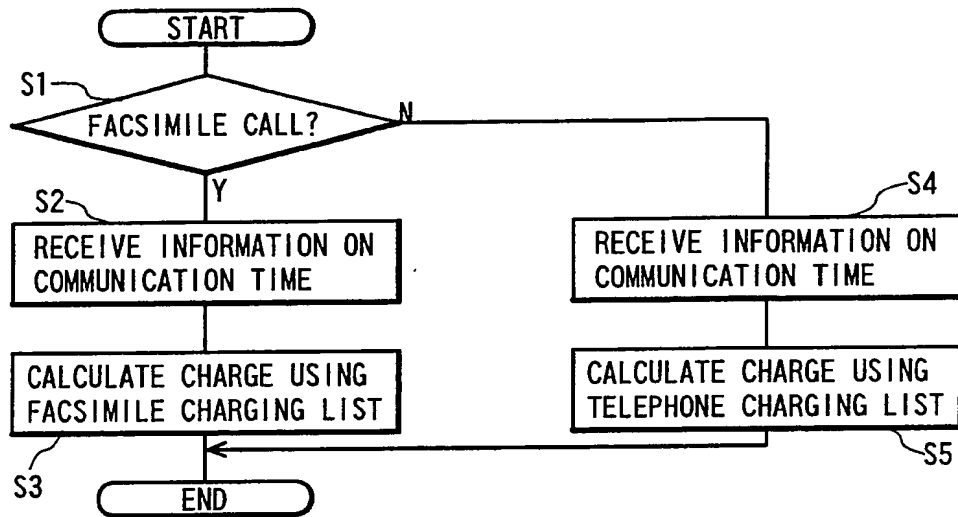 START
S1
FACSIMILE CALL?
N
Y
S2
RECEIVE INFORMATION ON
COMMUNICATION TIME
S4
RECEIVE INFORMATION ON
COMMUNICATION TIME
CALCULATE CHARGE USING
FACSIMILE CHARGING LIST
S3
CALCULATE CHARGE USING
TELEPHONE CHARGING LIST
S5
END